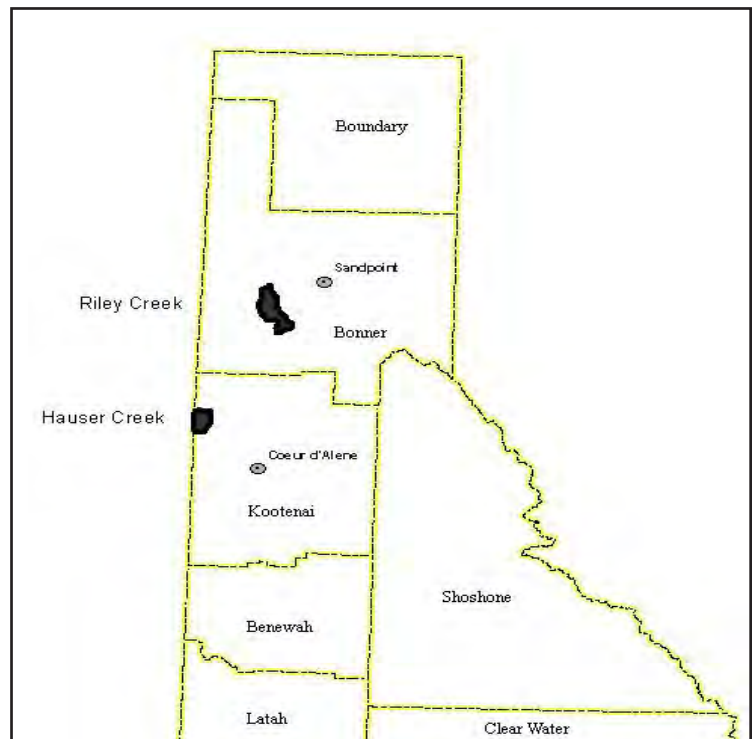 Boundary
Sandpoint
Riley Creek
Bonner
Hauser Creek
Coeur d'Alene
Kootenai
Shoshone
Benewah
Latah
Clear Water